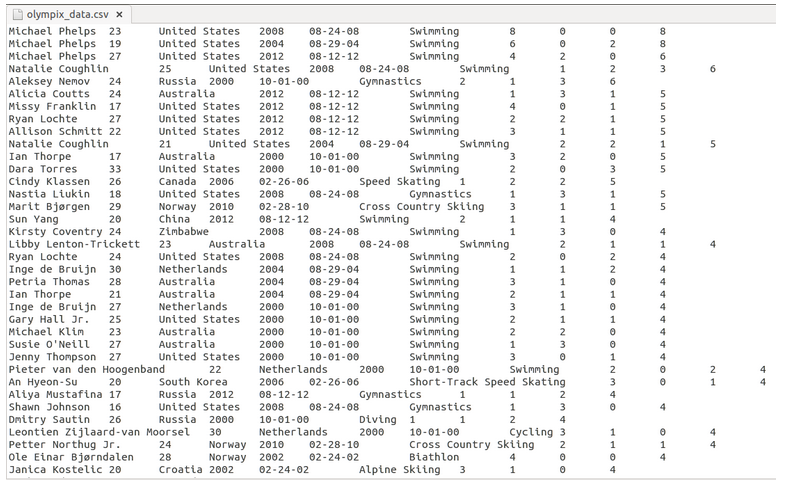 olympix_data.csv ×
Michael Phelps 23 United States 2008 08-24-08 Swimming 8 0 0 8
Michael Phelps 19 United States 2004 08-29-04 Swimming 6 0 2 8
Michael Phelps 27 United States 2012 08-12-12 Swimming 4 2 0 6
Natalie Coughlin 25 United States 2008 08-24-08 Swimming 1 2 3 6
Aleksey Nemov 24 Russia 2000 10-01-00 Gymnastics 2 1 3 6
Alicia Coutts 24 Australia 2012 08-12-12 Swimming 1 3 1 5
Missy Franklin 17 United States 2012 08-12-12 Swimming 4 0 1 5
Ryan Lochte 27 United States 2012 08-12-12 Swimming 2 2 1 5
Allison Schmitt 22 United States 2012 08-12-12 Swimming 3 1 1 5
Natalie Coughlin 21 United States 2004 08-29-04 Swimming 2 2 1 5
Ian Thorpe 17 Australia 2000 10-01-00 Swimming 3 2 0 5
Dara Torres 33 United States 2000 10-01-00 Swimming 2 0 3 5
Cindy Klassen 26 Canada 2006 02-26-06 Speed Skating 1 2 2 5
Nastia Liukin 18 United States 2008 08-24-08 Gymnastics 1 3 1 5
Marit Bjørgen 29 Norway 2010 02-28-10 Cross Country Skiing 3 1 1 5
Sun Yang 20 China 2012 08-12-12 Swimming 2 1 1 4
Kirsty Coventry 24 Zimbabwe 2008 08-24-08 Swimming 1 3 0 4
Libby Lenton-Trickett 23 Australia 2008 08-24-08 Swimming 2 1 1 4
Ryan Lochte 24 United States 2008 08-24-08 Swimming 2 0 2 4
Inge de Bruijn 30 Netherlands 2004 08-29-04 Swimming 1 1 2 4
Petria Thomas 28 Australia 2004 08-29-04 Swimming 3 1 0 4
Ian Thorpe 21 Australia 2004 08-29-04 Swimming 2 1 1 4
Inge de Bruijn 27 Netherlands 2000 10-01-00 Swimming 3 1 0 4
Gary Hall Jr. 25 United States 2000 10-01-00 Swimming 2 1 1 4
Michael Klim 23 Australia 2000 10-01-00 Swimming 2 2 0 4
Susie O'Neill 27 Australia 2000 10-01-00 Swimming 1 3 0 4
Jenny Thompson 27 United States 2000 10-01-00 Swimming 3 0 1 4
Pieter van den Hoogenband 22 Netherlands 2000 10-01-00 Swimming 2 0 2 4
An Hyeon-Su 20 South Korea 2006 02-26-06 Short-Track Speed Skating 3 0 1 4
Aliya Mustafina 17 Russia 2012 08-12-12 Gymnastics 1 1 2 4
Shawn Johnson 16 United States 2008 08-24-08 Gymnastics 1 3 0 4
Dmitry Sautin 26 Russia 2000 10-01-00 Diving 1 1 2 4
Leontien Zijlaard-van Moorsel 30 Netherlands 2000 10-01-00 Cycling 3 1 0 4
Petter Northug Jr. 24 Norway 2010 02-28-10 Cross Country Skiing 2 1 1 4
Ole Einar Bjørndalen 28 Norway 2002 02-24-02 Biathlon 4 0 0 4
Janica Kostelic 20 Croatia 2002 02-24-02 Alpine Skiing 3 1 0 4